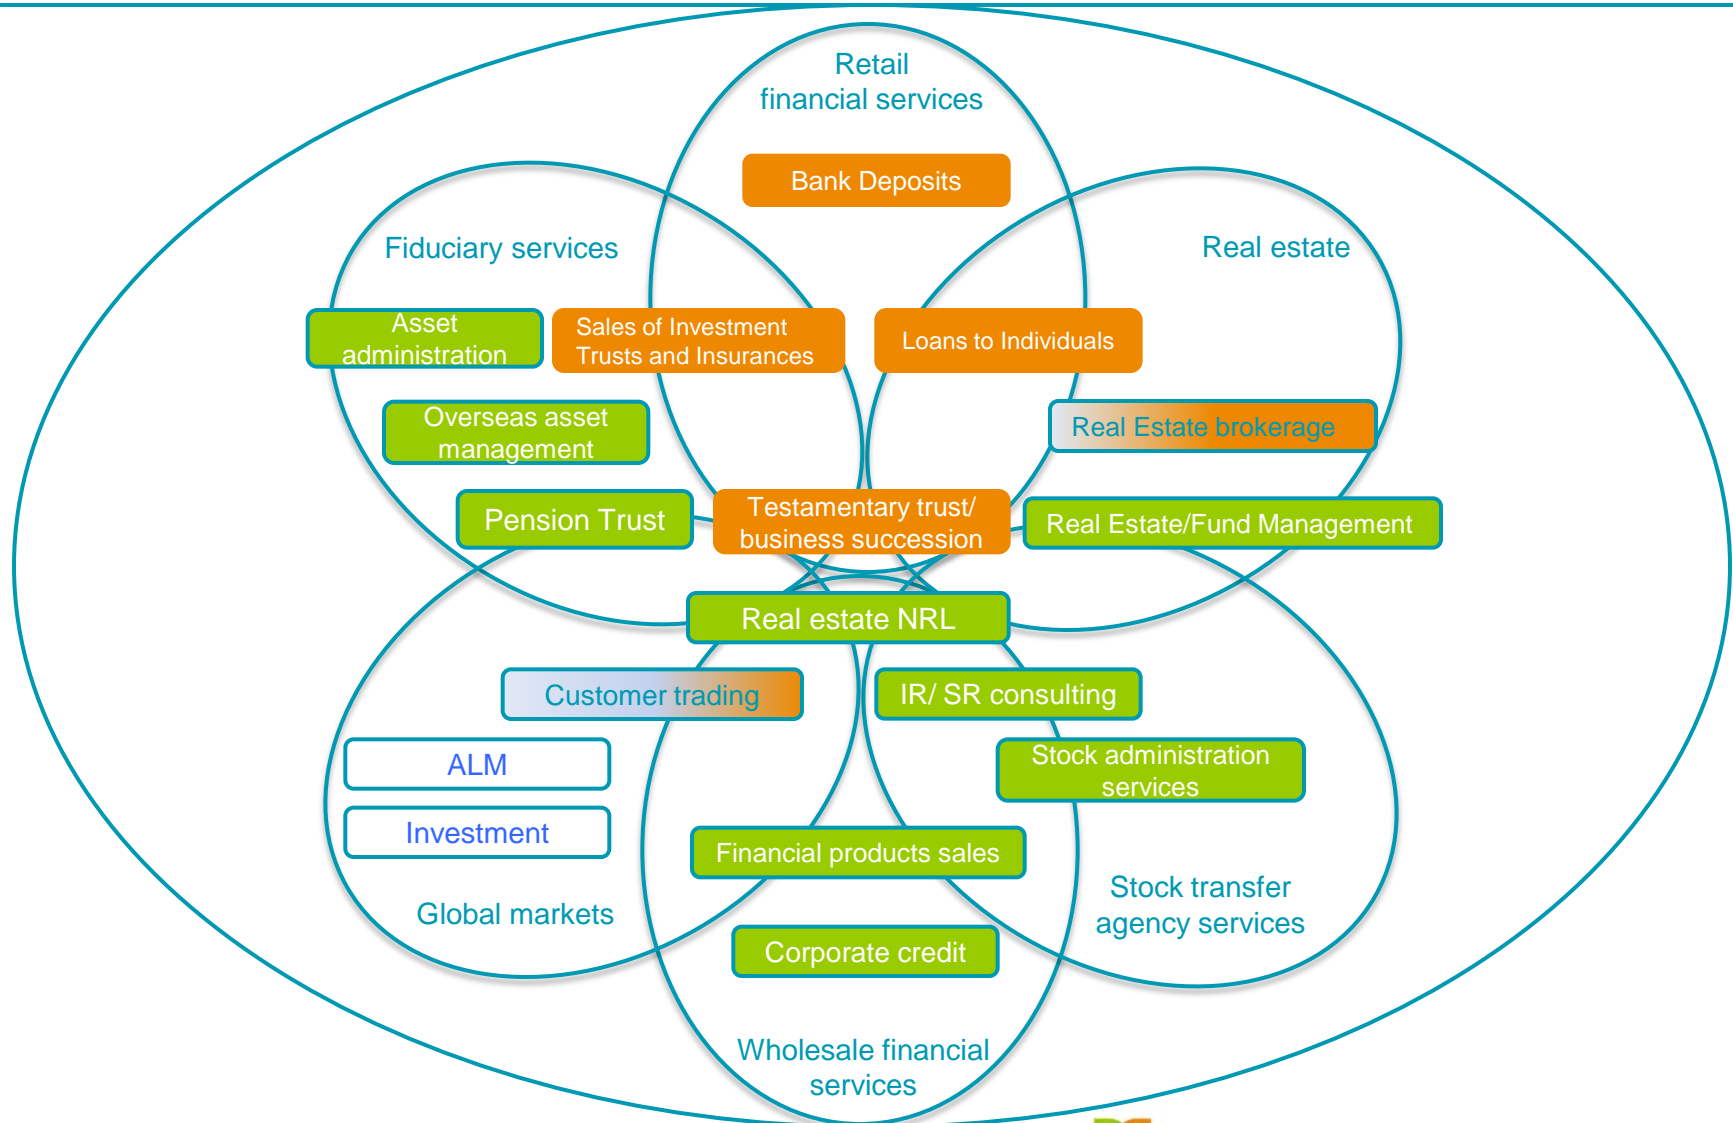 Retail
financial services
Bank Deposits
Fiduciary services
Real estate
Asset
administration
Sales of Investment
Trusts and Insurances
Loans to Individuals
Overseas asset
management
Real Estate brokerage
Pension Trust
Testamentary trust/
business succession
Real Estate/Fund Management
Real estate NRL
Customer trading
IR/ SR consulting
ALM
Stock administration
services
Investment
Financial products sales
Global markets
Stock transfer
agency services
Corporate credit
Wholesale financial
services